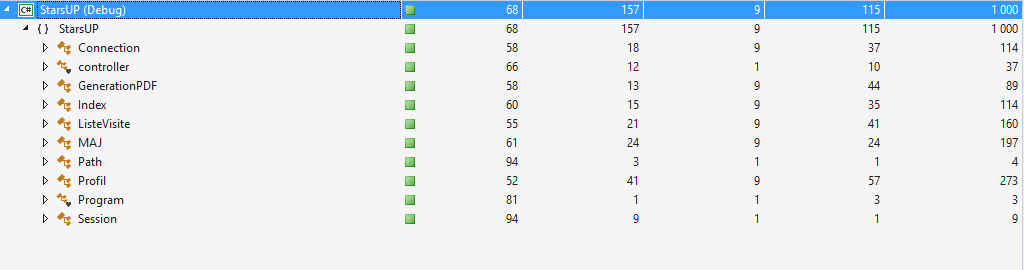 C# StarsUP (Debug) 68 157 9 115 1 000
{ } StarsUP 68 157 9 115 1 000
Connection 58 18 9 37 114
controller 66 12 1 10 37
GenerationPDF 58 13 9 44 89
Index 60 15 9 35 114
ListeVisite 55 21 9 41 160
MAJ 61 24 9 24 197
Path 94 3 1 1 4
Profil 52 41 9 57 273
Program 81 1 1 3 3
Session 94 9 1 1 9